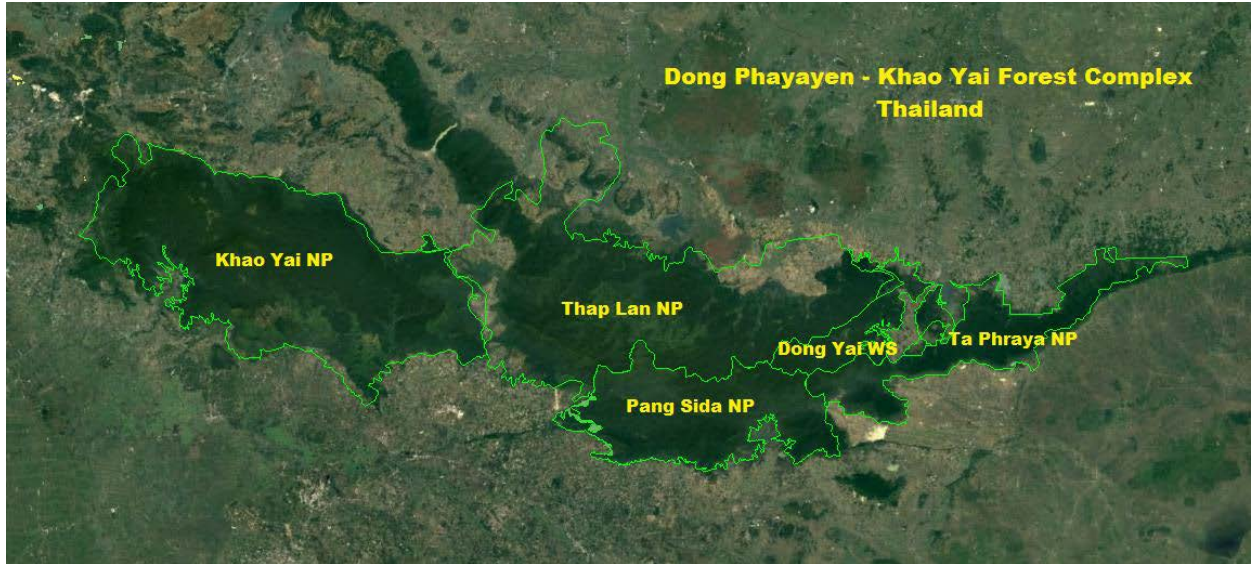 Dong Phayayen - Khao Yai Forest Complex
Thailand
Khao Yai NP
Thap Lan NP
Dong Yai WS
Ta Phraya NP
Pang Sida NP